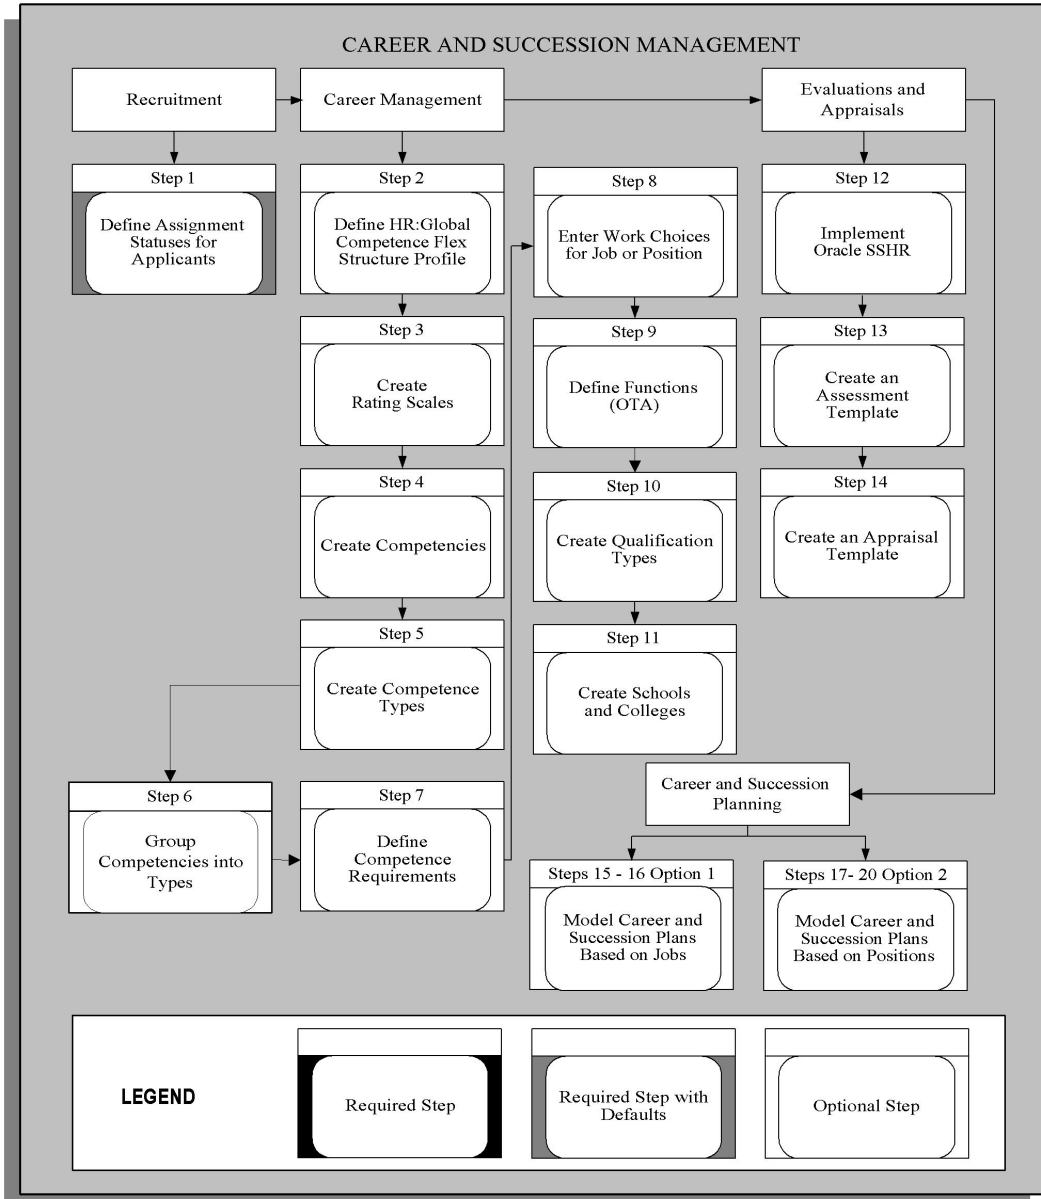 CAREER AND SUCCESSION MANAGEMENT
Recruitment
Career Management
Evaluations and
Appraisals
Step 1
Define Assignment
Statuses for
Applicants
Step 2
Define HR:Global
Competence Flex
Structure Profile
Step 3
Create
Rating Scales
Step 4
Create Competencies
Step 5
Create Competence
Types
Step 6
Group
Competencies into
Types
Step 7
Define
Competence
Requirements
Step 8
Enter Work Choices
for Job or Position
Step 9
Define Functions
(OTA)
Step 10
Create Qualification
Types
Step 11
Create Schools
and Colleges
Step 12
Implement
Oracle SSHR
Step 13
Create an
Assessment
Template
Step 14
Create an Appraisal
Template
Career and Succession
Planning
Steps 15 - 16 Option 1
Model Career and
Succession Plans
Based on Jobs
Steps 17- 20 Option 2
Model Career and
Succession Plans
Based on Positions
LEGEND
Required Step
Required Step with
Defaults
Optional Step